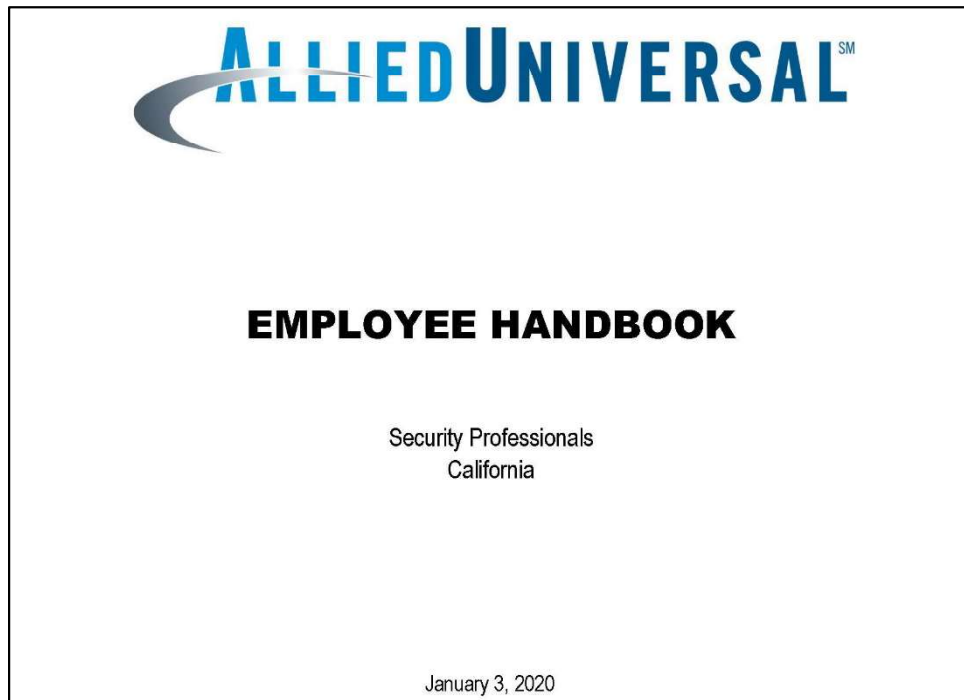 ALLIEDUNIVERSAL℠
EMPLOYEE HANDBOOK
Security Professionals
California
January 3, 2020